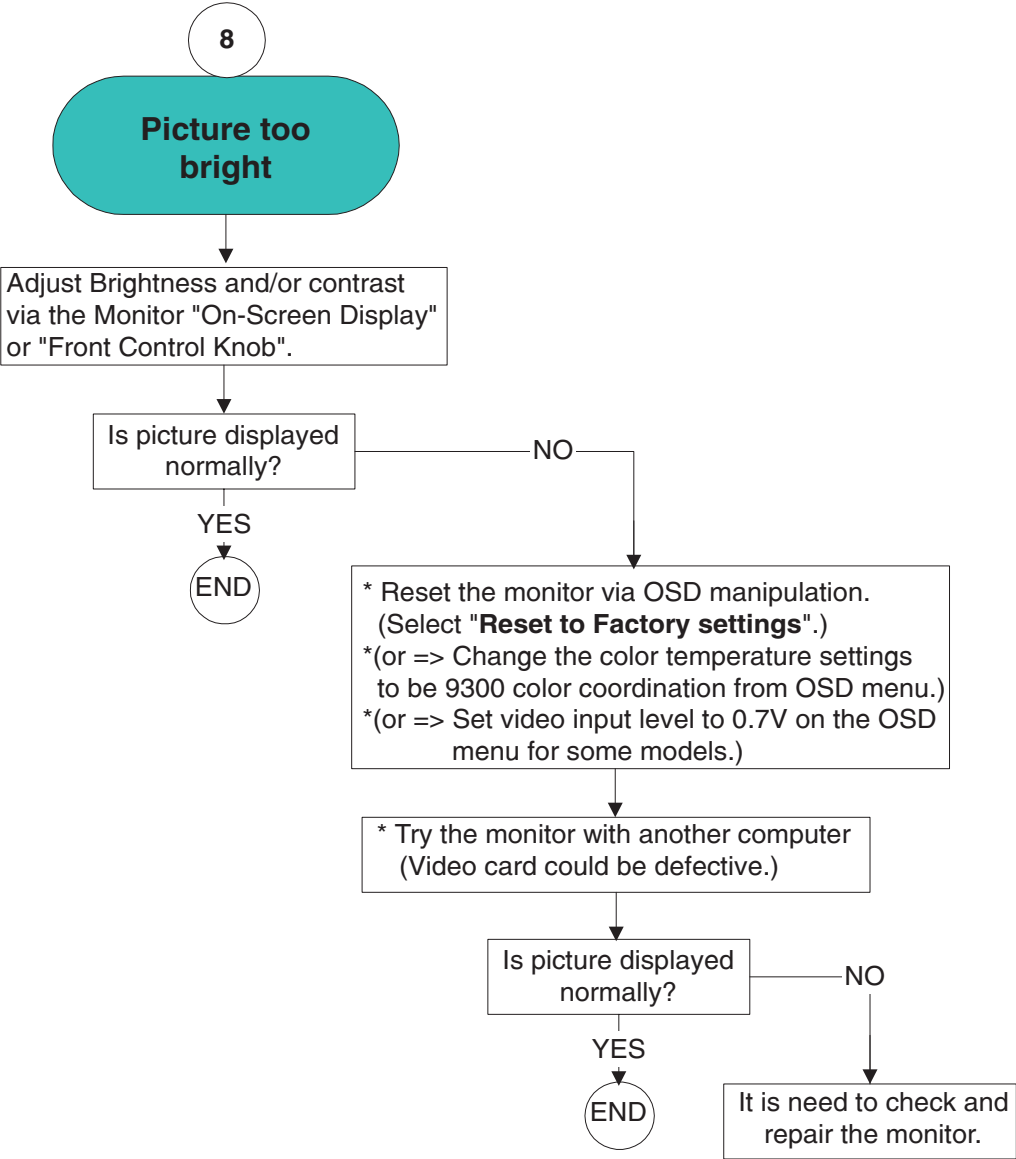 8
Picture too
bright
Adjust Brightness and/or contrast
via the Monitor "On-Screen Display"
or "Front Control Knob".
Is picture displayed
normally?
NO
YES
END
* Reset the monitor via OSD manipulation.
(Select "Reset to Factory settings".)
*(or => Change the color temperature settings
to be 9300 color coordination from OSD menu.)
*(or => Set video input level to 0.7V on the OSD
menu for some models.)
* Try the monitor with another computer
(Video card could be defective.)
Is picture displayed
normally?
NO
YES
END
It is need to check and
repair the monitor.